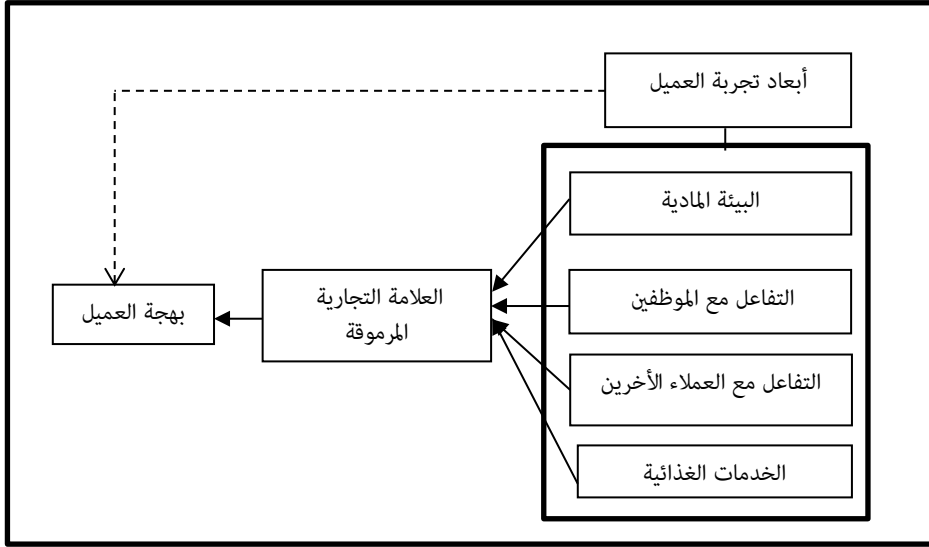 أبعاد تجربة العميل
البيئة المادية
التفاعل مع الموظفين
التفاعل مع العملاء الأخرين
الخدمات الغذائية
العلامة التجارية
المرموقة
بهجة العميل